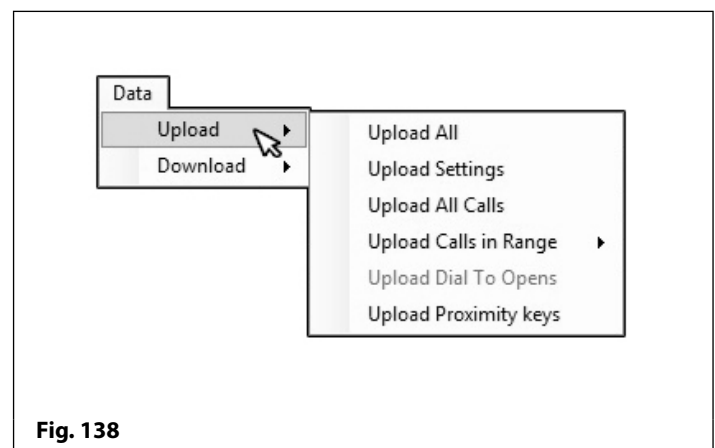 Data
Upload
Download
Upload All
Upload Settings
Upload All Calls
Upload Calls in Range
Upload Dial To Opens
Upload Proximity keys
Fig. 138